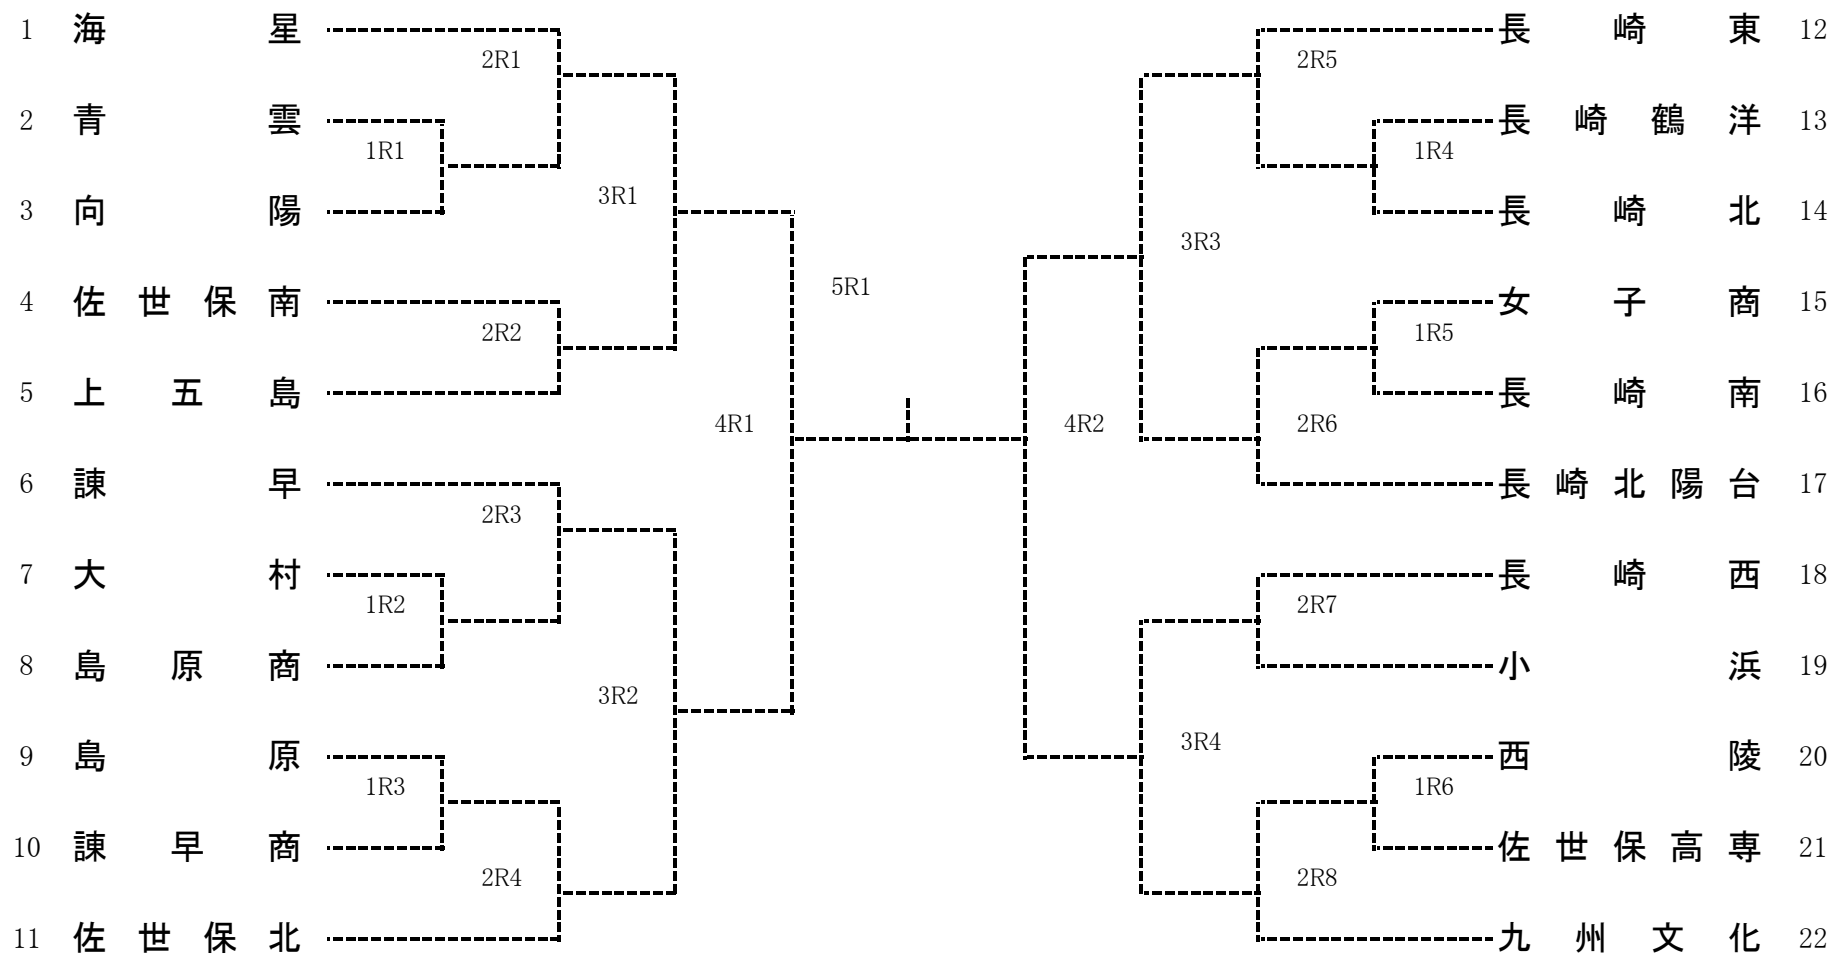 1 海星 長崎東 12
2R1 2R5
2 青雲 長崎鶴洋 13
1R1 1R4
3R1
3 向陽 長崎北 14
3R3
5R1
4 佐世保南 女子商 15
2R2 1R5
5 上五島 長崎南 16
4R1 4R2 2R6
6 諫早 長崎北陽台 17
2R3
7 大村 長崎西 18
1R2 2R7
8 島原商 小浜 19
3R2
3R4
9 島原 西陵 20
1R3 1R6
10 諫早商 佐世保高専 21
2R4 2R8
11 佐世保北 九州文化 22